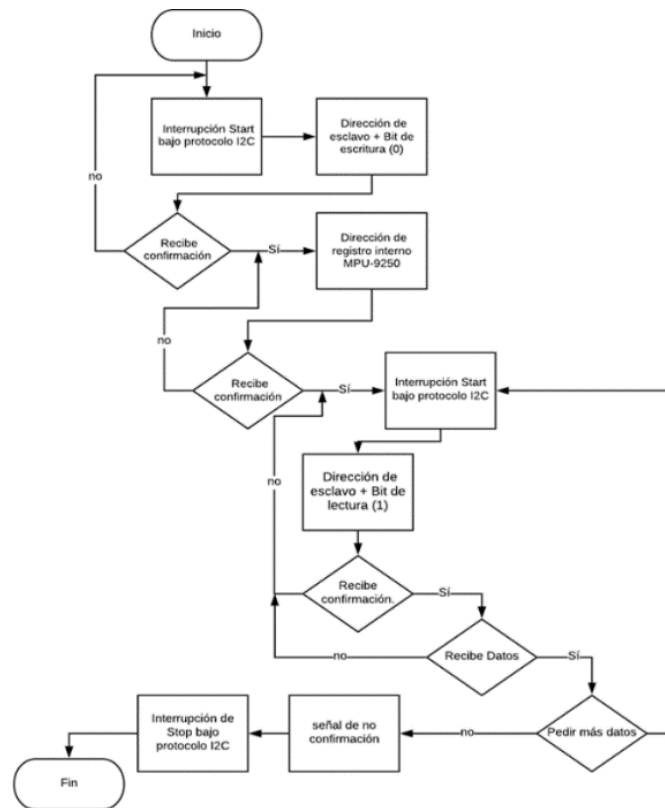 Inicio
Interrupción Start
bajo protocolo I2C
Dirección de
esclavo + Bit de
escritura (0)
no
Recibe
confirmación
Sí
Dirección de
registro interno
MPU-9250
no
Recibe
confirmación
Sí
Interrupción Start
bajo protocolo I2C
no
Dirección de
esclavo + Bit de
lectura (1)
Recibe
confirmación.
Sí
no
Recibe Datos
Sí
Interrupción de
Stop bajo
protocolo I2C
señal de no
confirmación
no
Pedir más datos
Fin